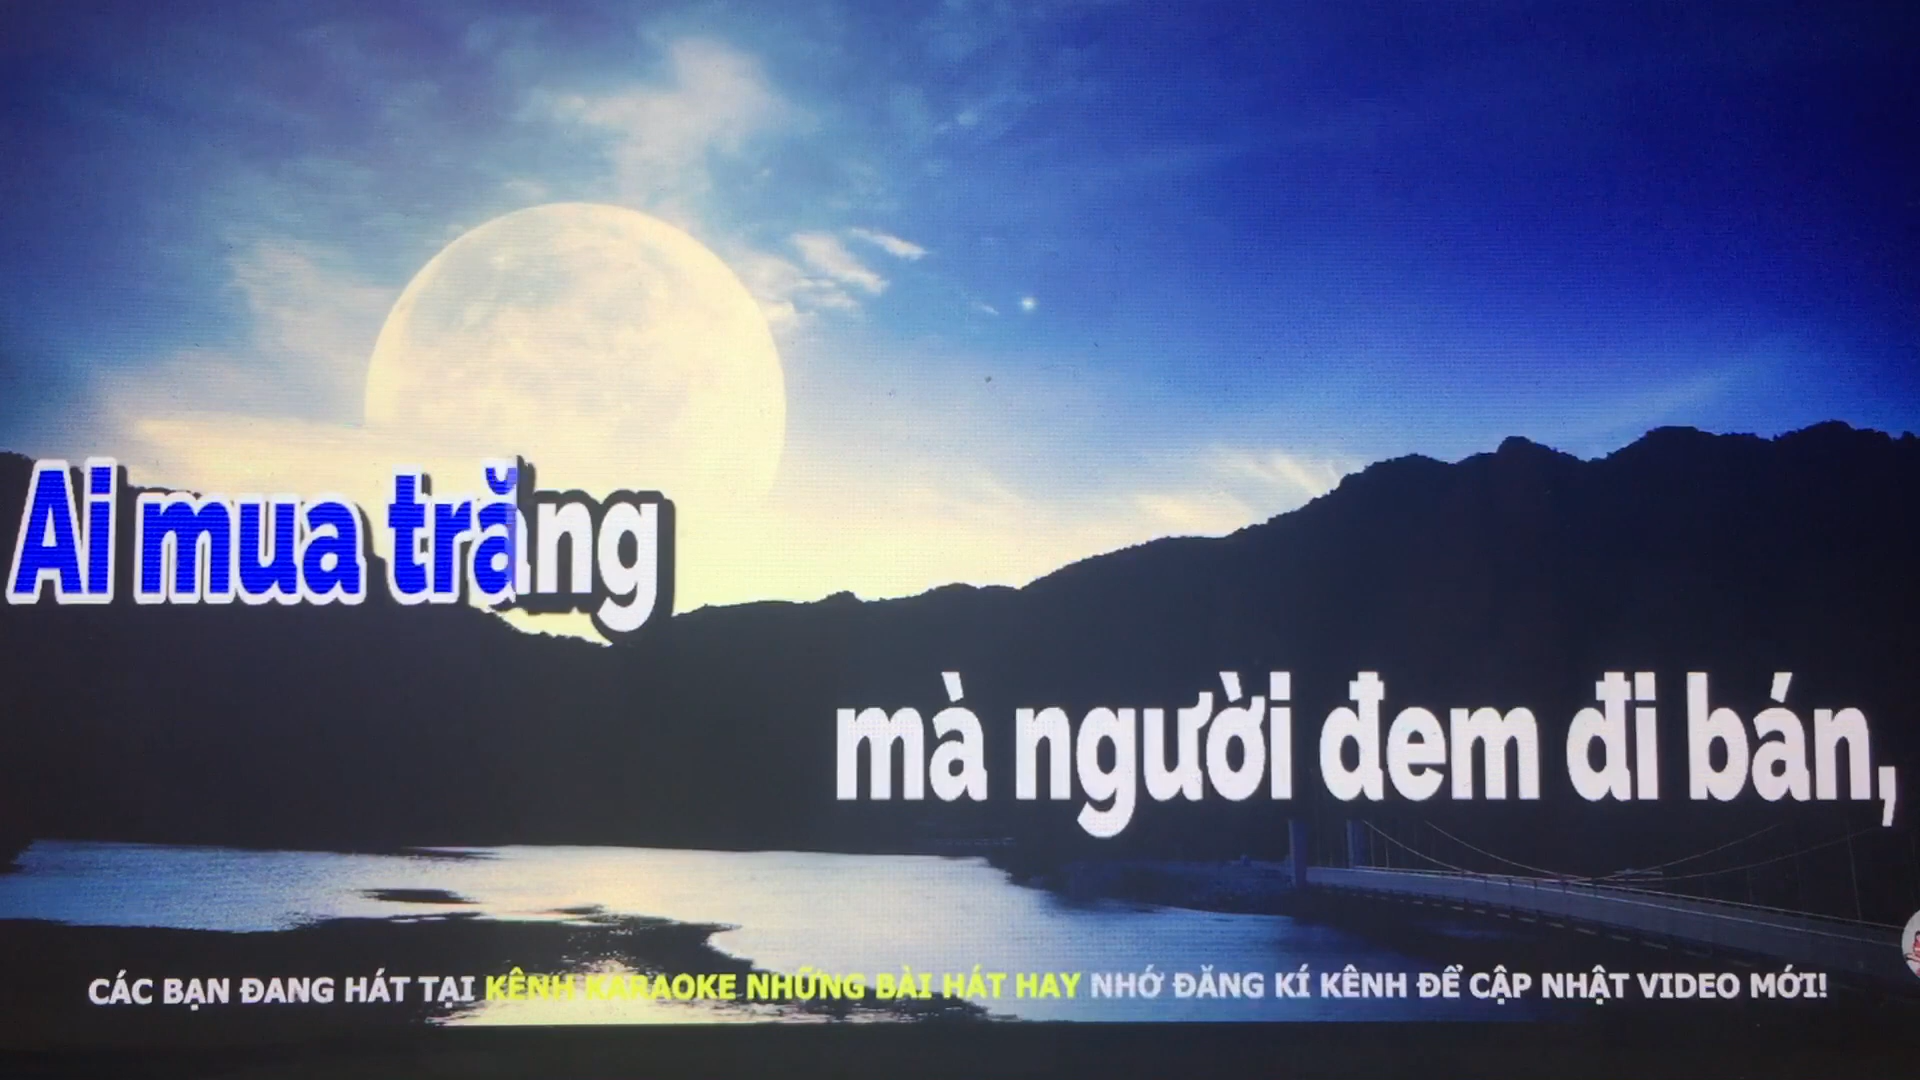 Ai mua trăng
mà người đem đi bán,
CÁC BẠN ĐANG HÁT TẠI KÊNH KARAOKE NHỮNG BÀI HÁT HAY NHỚ ĐĂNG KÍ KÊNH ĐỂ CẬP NHẬT VIDEO MỚI!